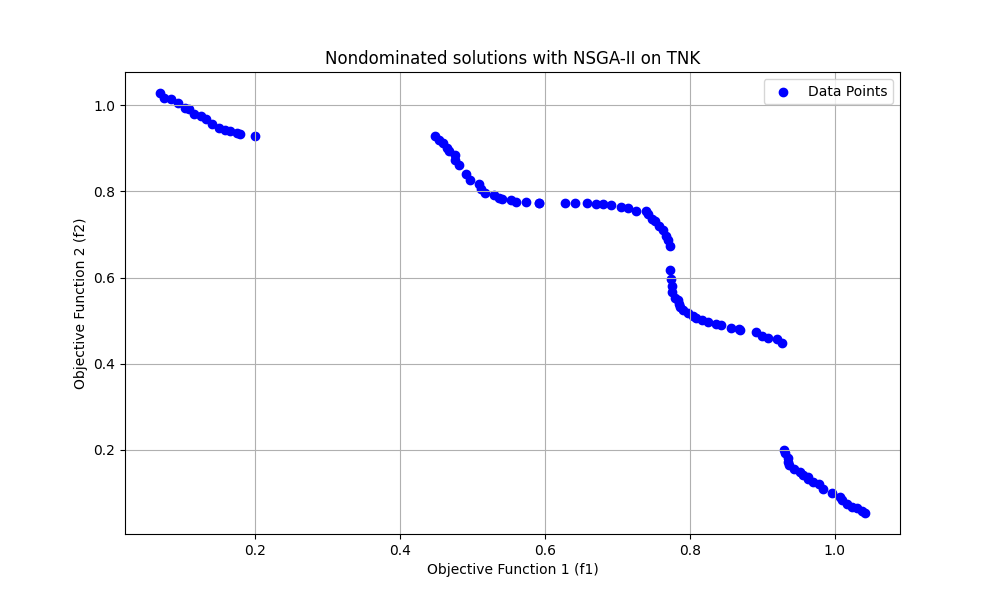 Nondominated solutions with NSGA-II on TNK
Data Points
Objective Function 2 (f2)
1.0
0.8
0.6
0.4
0.2
0.2
0.4
0.6
0.8
1.0
Objective Function 1 (f1)